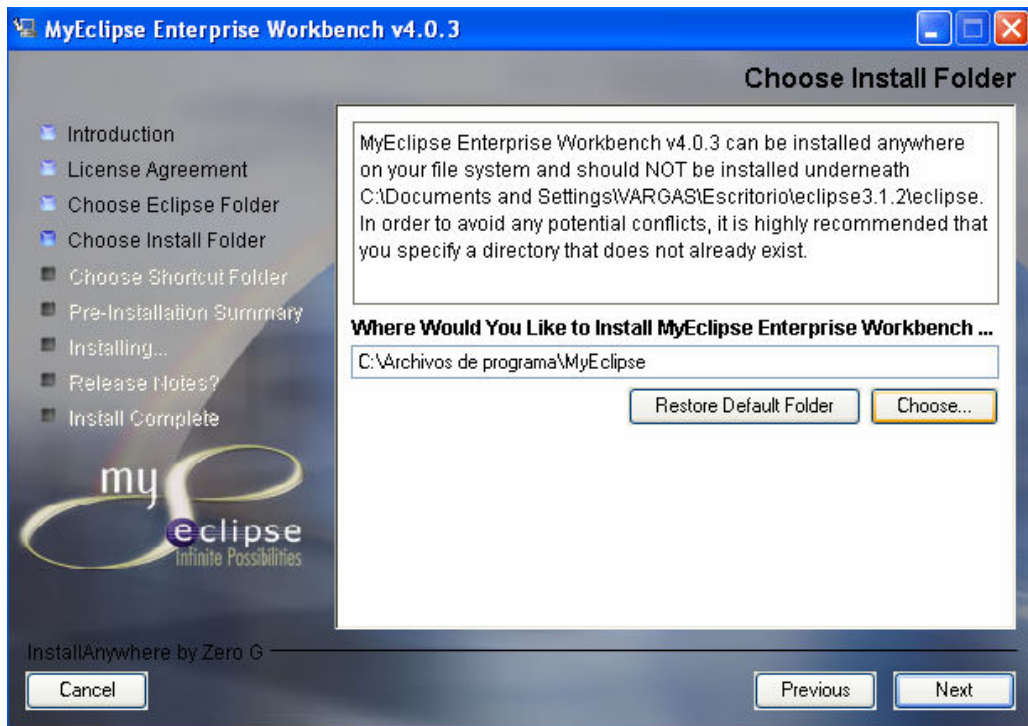 MyEclipse Enterprise Workbench v4.0.3
Choose Install Folder
Introduction
License Agreement
Choose Eclipse Folder
Choose Install Folder
Choose Shortcut Folder
Pre-Installation Summary
Installing...
Release Notes?
Install Complete
my
eclipse
Infinite Possibilities
MyEclipse Enterprise Workbench v4.0.3 can be installed anywhere
on your file system and should NOT be installed underneath
C:\Documents and Settings\VARGAS\Escritorio\eclipse3.1.2\eclipse.
In order to avoid any potential conflicts, it is highly recommended that
you specify a directory that does not already exist.
Where Would You Like to Install MyEclipse Enterprise Workbench ...
C:\Archivos de programa\MyEclipse
Restore Default Folder
Choose...
InstallAnywhere by Zero G
Cancel
Previous
Next